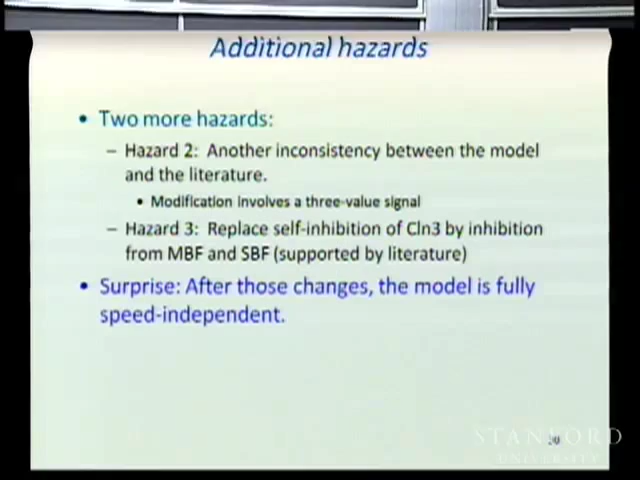 Additional hazards
• Two more hazards:
– Hazard 2: Another inconsistency between the model
and the literature.
• Modification involves a three-value signal
– Hazard 3: Replace self-inhibition of Cln3 by inhibition
from MBF and SBF (supported by literature)
• Surprise: After those changes, the model is fully
speed-independent.
STANFORD
UNIVERSITY